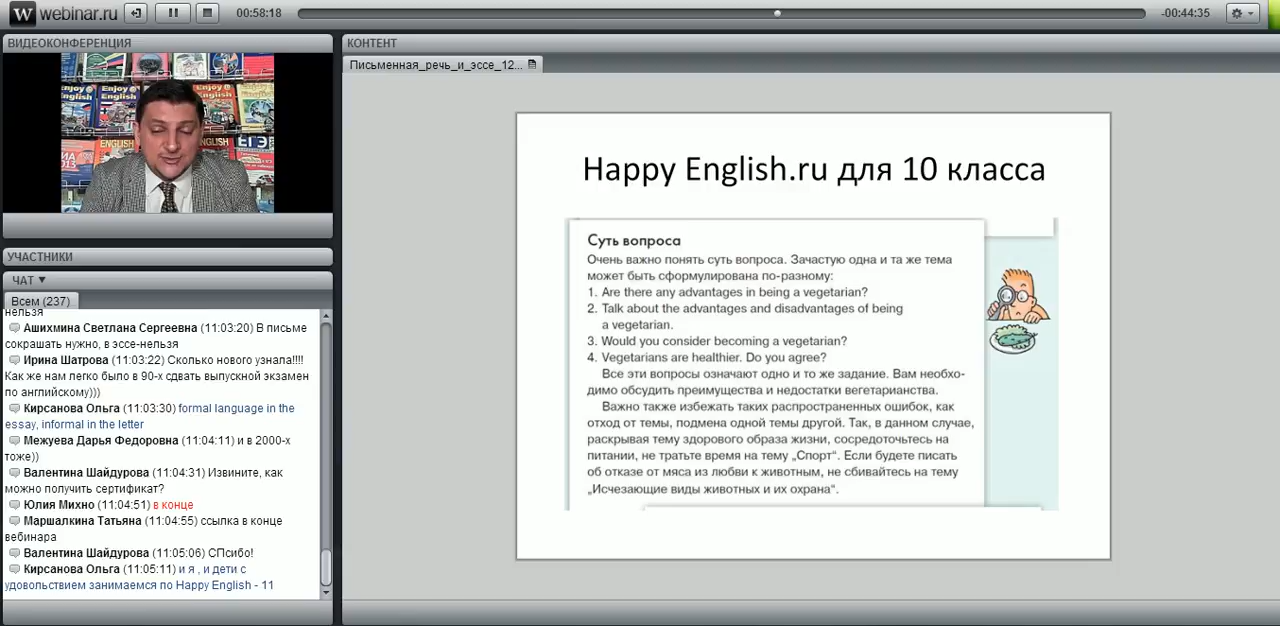 W webinar.ru
00:58:18
-00:44:35
ВИДЕОКОНФЕРЕНЦИЯ
Enjoy English
Enjoy English
ENGLISH
ENGLISH
ЕГЭ
2013
УЧАСТНИКИ
ЧАТ ▼
Всем (237)
нельзя
Ашихмина Светлана Сергеевна (11:03:20) В письме
сокрашать нужно, в эссе-нельзя
Ирина Шатрова (11:03:22) Сколько нового узнала!!!!
Как же нам легко было в 90-х сдвать выпускной экзамен
по английскому)))
Кирсанова Ольга (11:03:30) formal language in the
essay, informal in the letter
Межуева Дарья Федоровна (11:04:11) и в 2000-х
тоже))
Валентина Шайдурова (11:04:31) Извините, как
можно получить сертификат?
Юлия Михно (11:04:51) в конце
Маршалкина Татьяна (11:04:55) ссылка в конце
вебинара
Валентина Шайдурова (11:05:06) СПсибо!
Кирсанова Ольга (11:05:11) и я , и дети с
удовольствием занимаемся по Happy English - 11
КОНТЕНТ
Письменная_речь_и_эссе_12...
Happy English.ru для 10 класса
Суть вопроса
Очень важно понять суть вопроса. Зачастую одна и та же тема
может быть сформулирована по-разному:
1. Are there any advantages in being a vegetarian?
2. Talk about the advantages and disadvantages of being
a vegetarian.
3. Would you consider becoming a vegetarian?
4. Vegetarians are healthier. Do you agree?
Все эти вопросы означают одно и то же задание. Вам необхо-
димо обсудить преимущества и недостатки вегетарианства.
Важно также избежать таких распространенных ошибок, как
отход от темы, подмена одной темы другой. Так, в данном случае,
раскрывая тему здорового образа жизни, сосредоточьтесь на
питании, не тратьте время на тему „Спорт“. Если будете писать
об отказе от мяса из любви к животным, не сбивайтесь на тему
„Исчезающие виды животных и их охрана“.